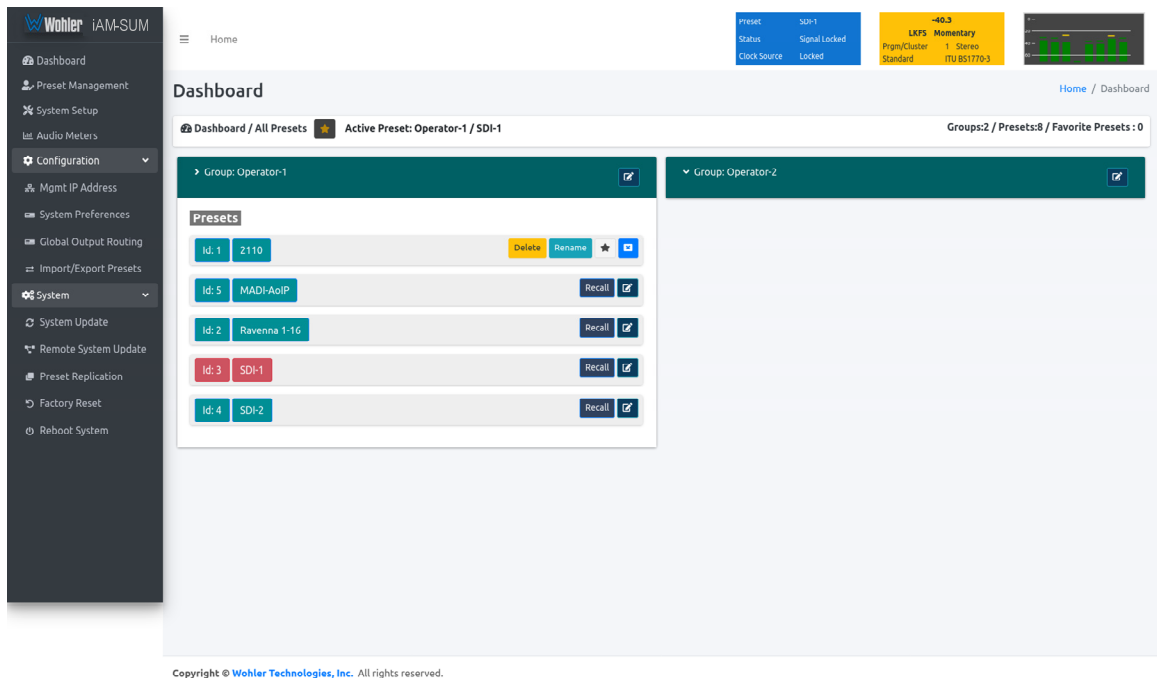 Wohler iAM-SUM
Dashboard
Preset Management
System Setup
Audio Meters
Configuration
Mgmt IP Address
System Preferences
Global Output Routing
Import/Export Presets
System
System Update
Remote System Update
Preset Replication
Factory Reset
Reboot System
Home
Preset SDI-1
Status Signal Locked
Clock Source Locked
-40.3
LKFS Momentary
Prgm/Cluster 1 Stereo
Standard ITU BS1770-3
Dashboard
Home / Dashboard
Dashboard / All Presets Active Preset: Operator-1 / SDI-1
Groups:2 / Presets:8 / Favorite Presets : 0
Group: Operator-1
Presets
Id: 1 2110 Delete Rename
Id: 5 MADI-AoIP Recall
Id: 2 Ravenna 1-16 Recall
Id: 3 SDI-1 Recall
Id: 4 SDI-2 Recall
Group: Operator-2
Copyright © Wohler Technologies, Inc. All rights reserved.